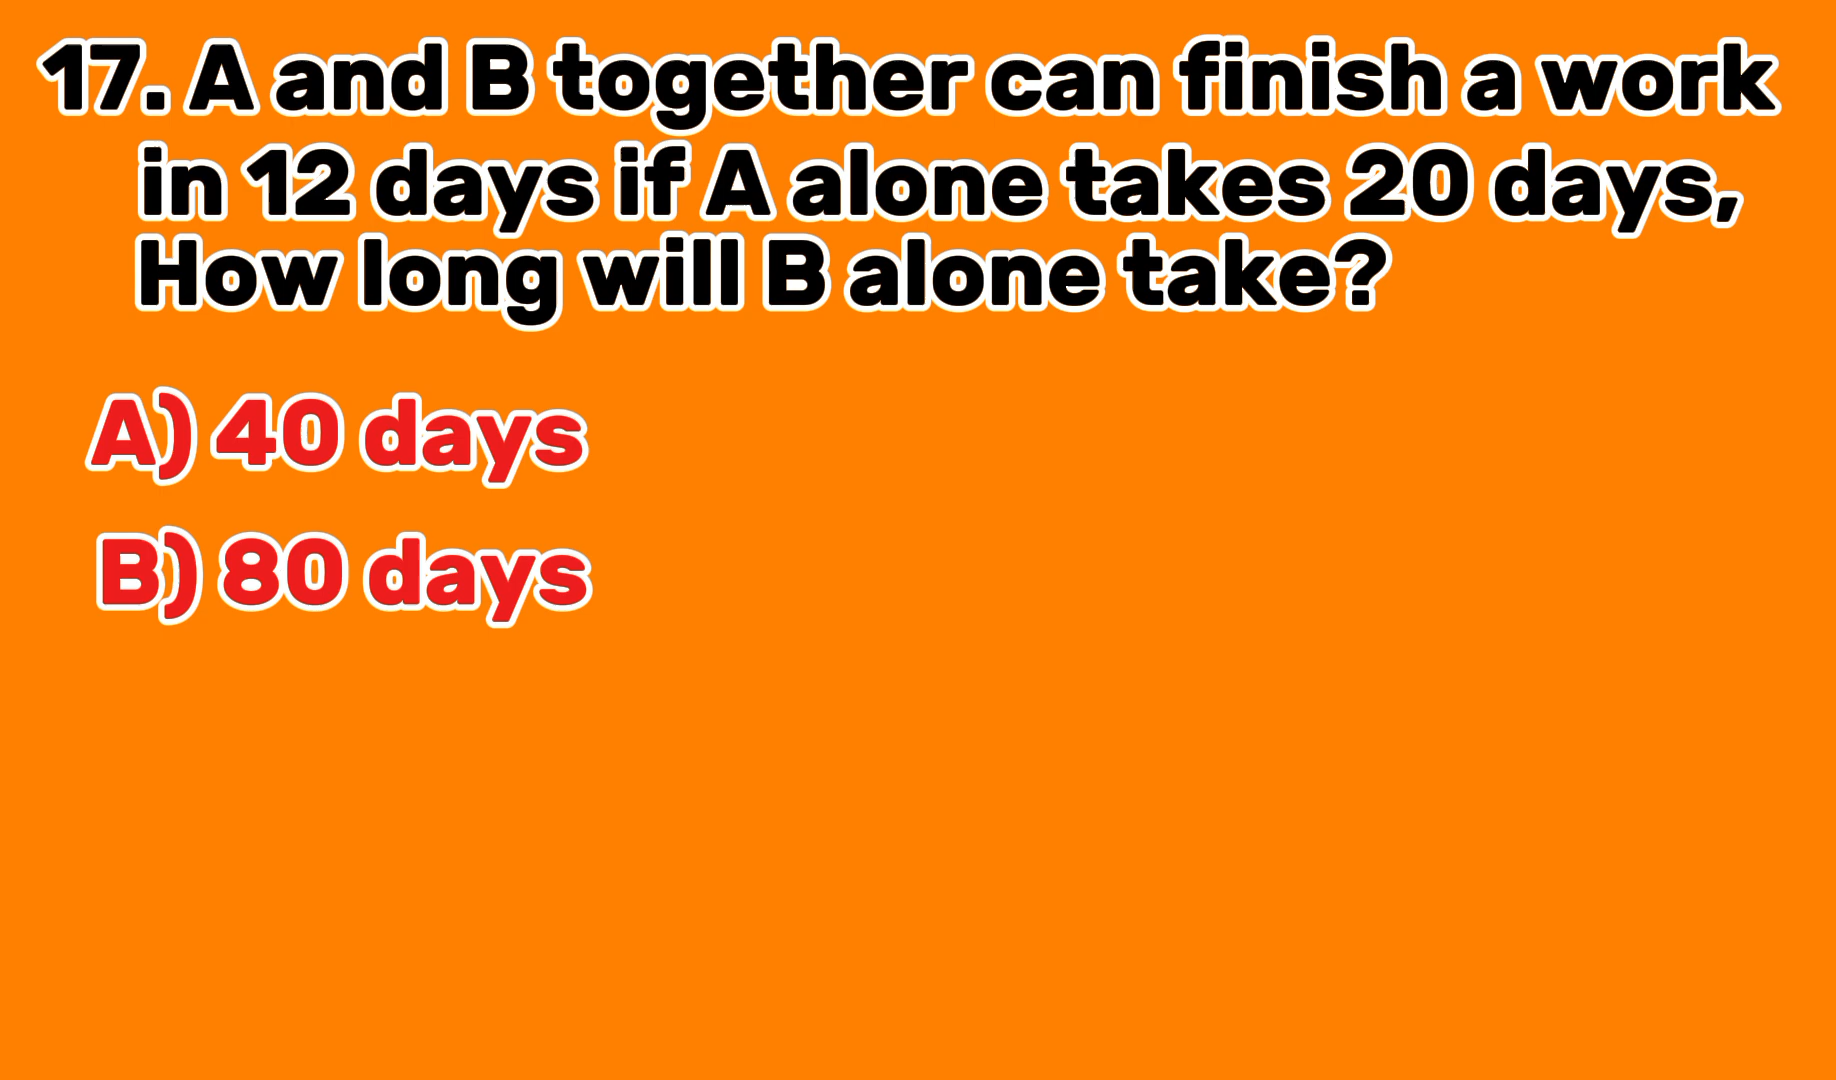 17. A and B together can finish a work
in 12 days if A alone takes 20 days,
How long will B alone take?
A) 40 days
B) 80 days